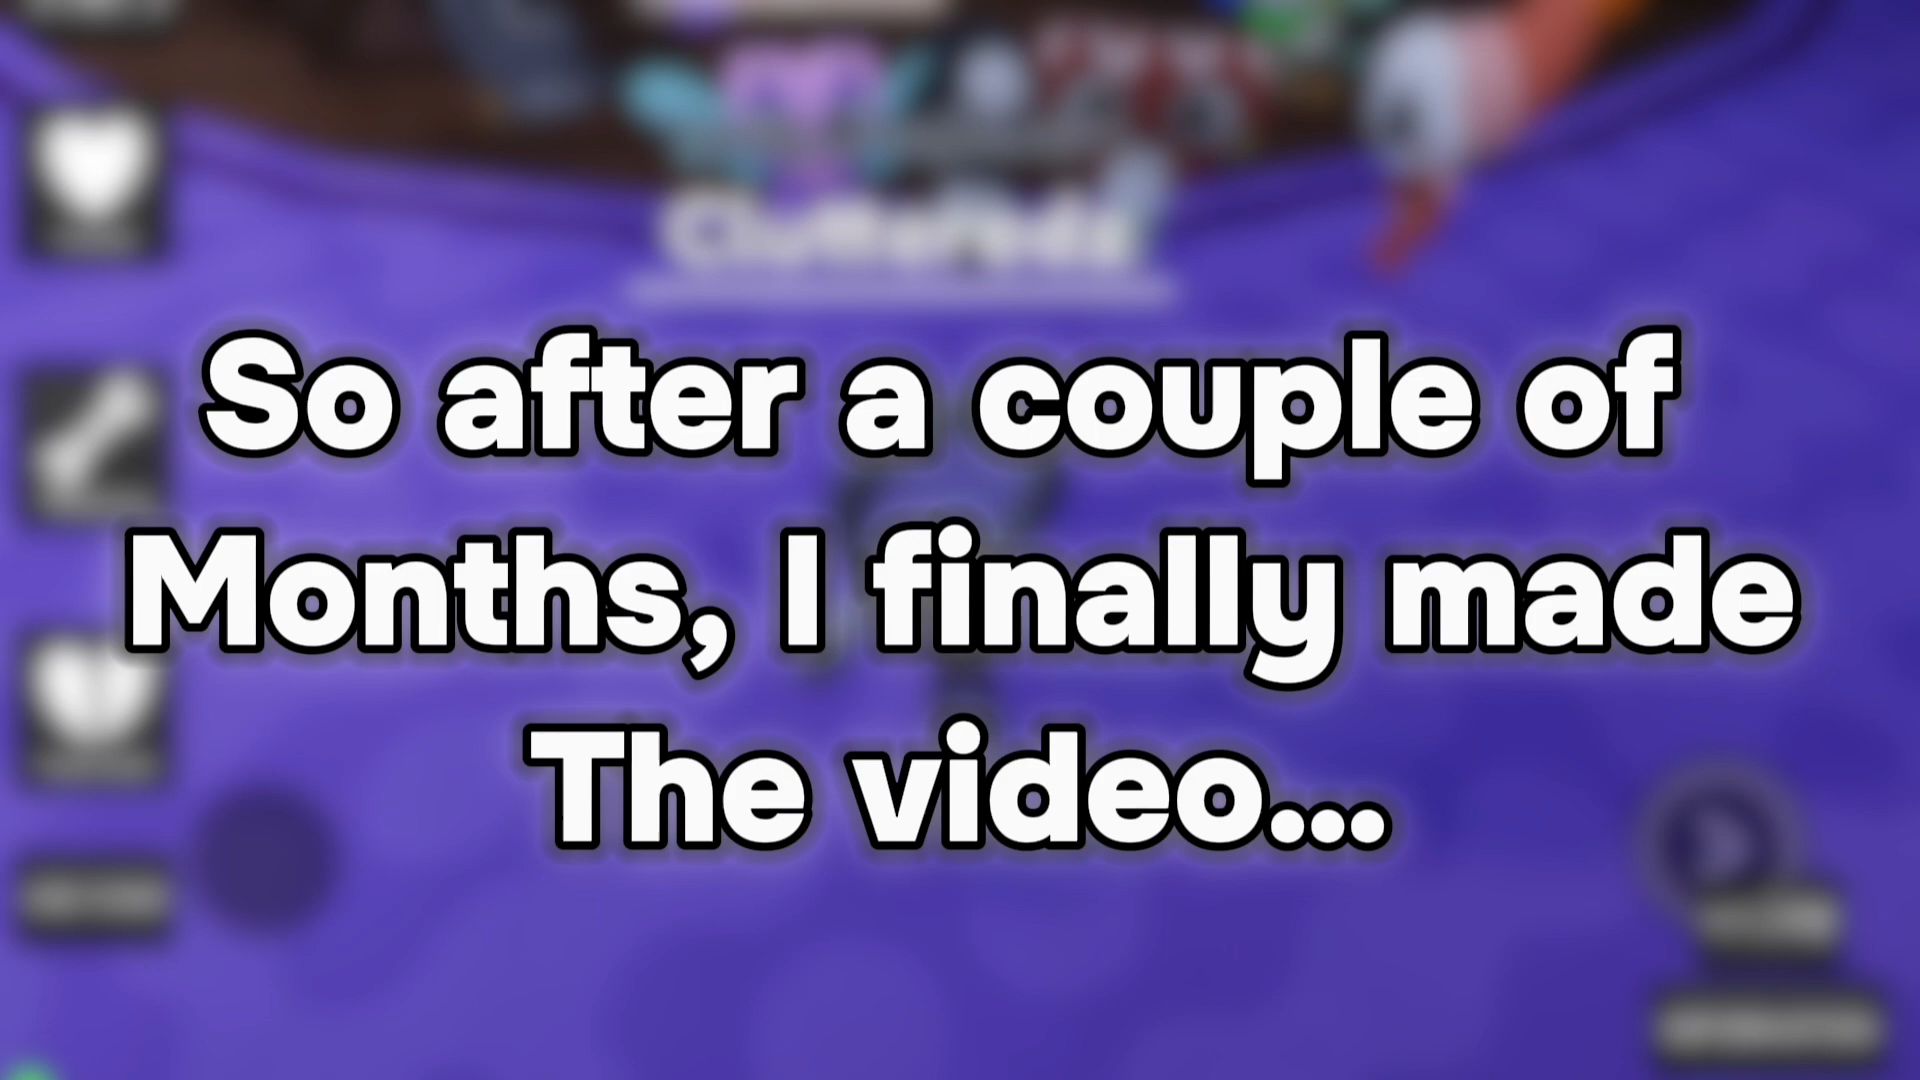 So after a couple of
Months, I finally made
The video...